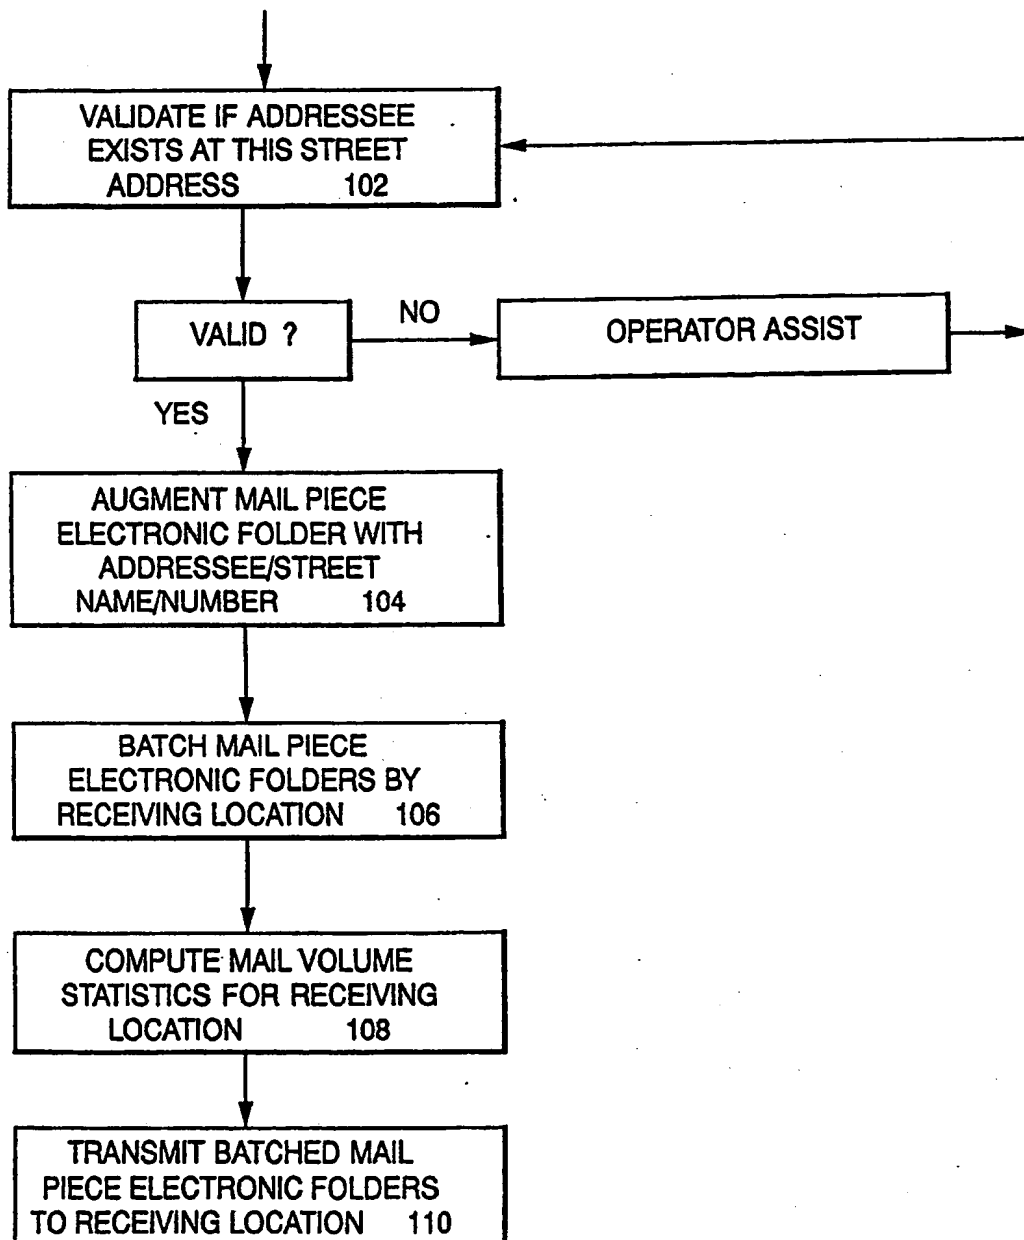 VALIDATE IF ADDRESSEE
EXISTS AT THIS STREET
ADDRESS 102
VALID ?
NO
OPERATOR ASSIST
YES
AUGMENT MAIL PIECE
ELECTRONIC FOLDER WITH
ADDRESSEE/STREET
NAME/NUMBER 104
BATCH MAIL PIECE
ELECTRONIC FOLDERS BY
RECEIVING LOCATION 106
COMPUTE MAIL VOLUME
STATISTICS FOR RECEIVING
LOCATION 108
TRANSMIT BATCHED MAIL
PIECE ELECTRONIC FOLDERS
TO RECEIVING LOCATION 110